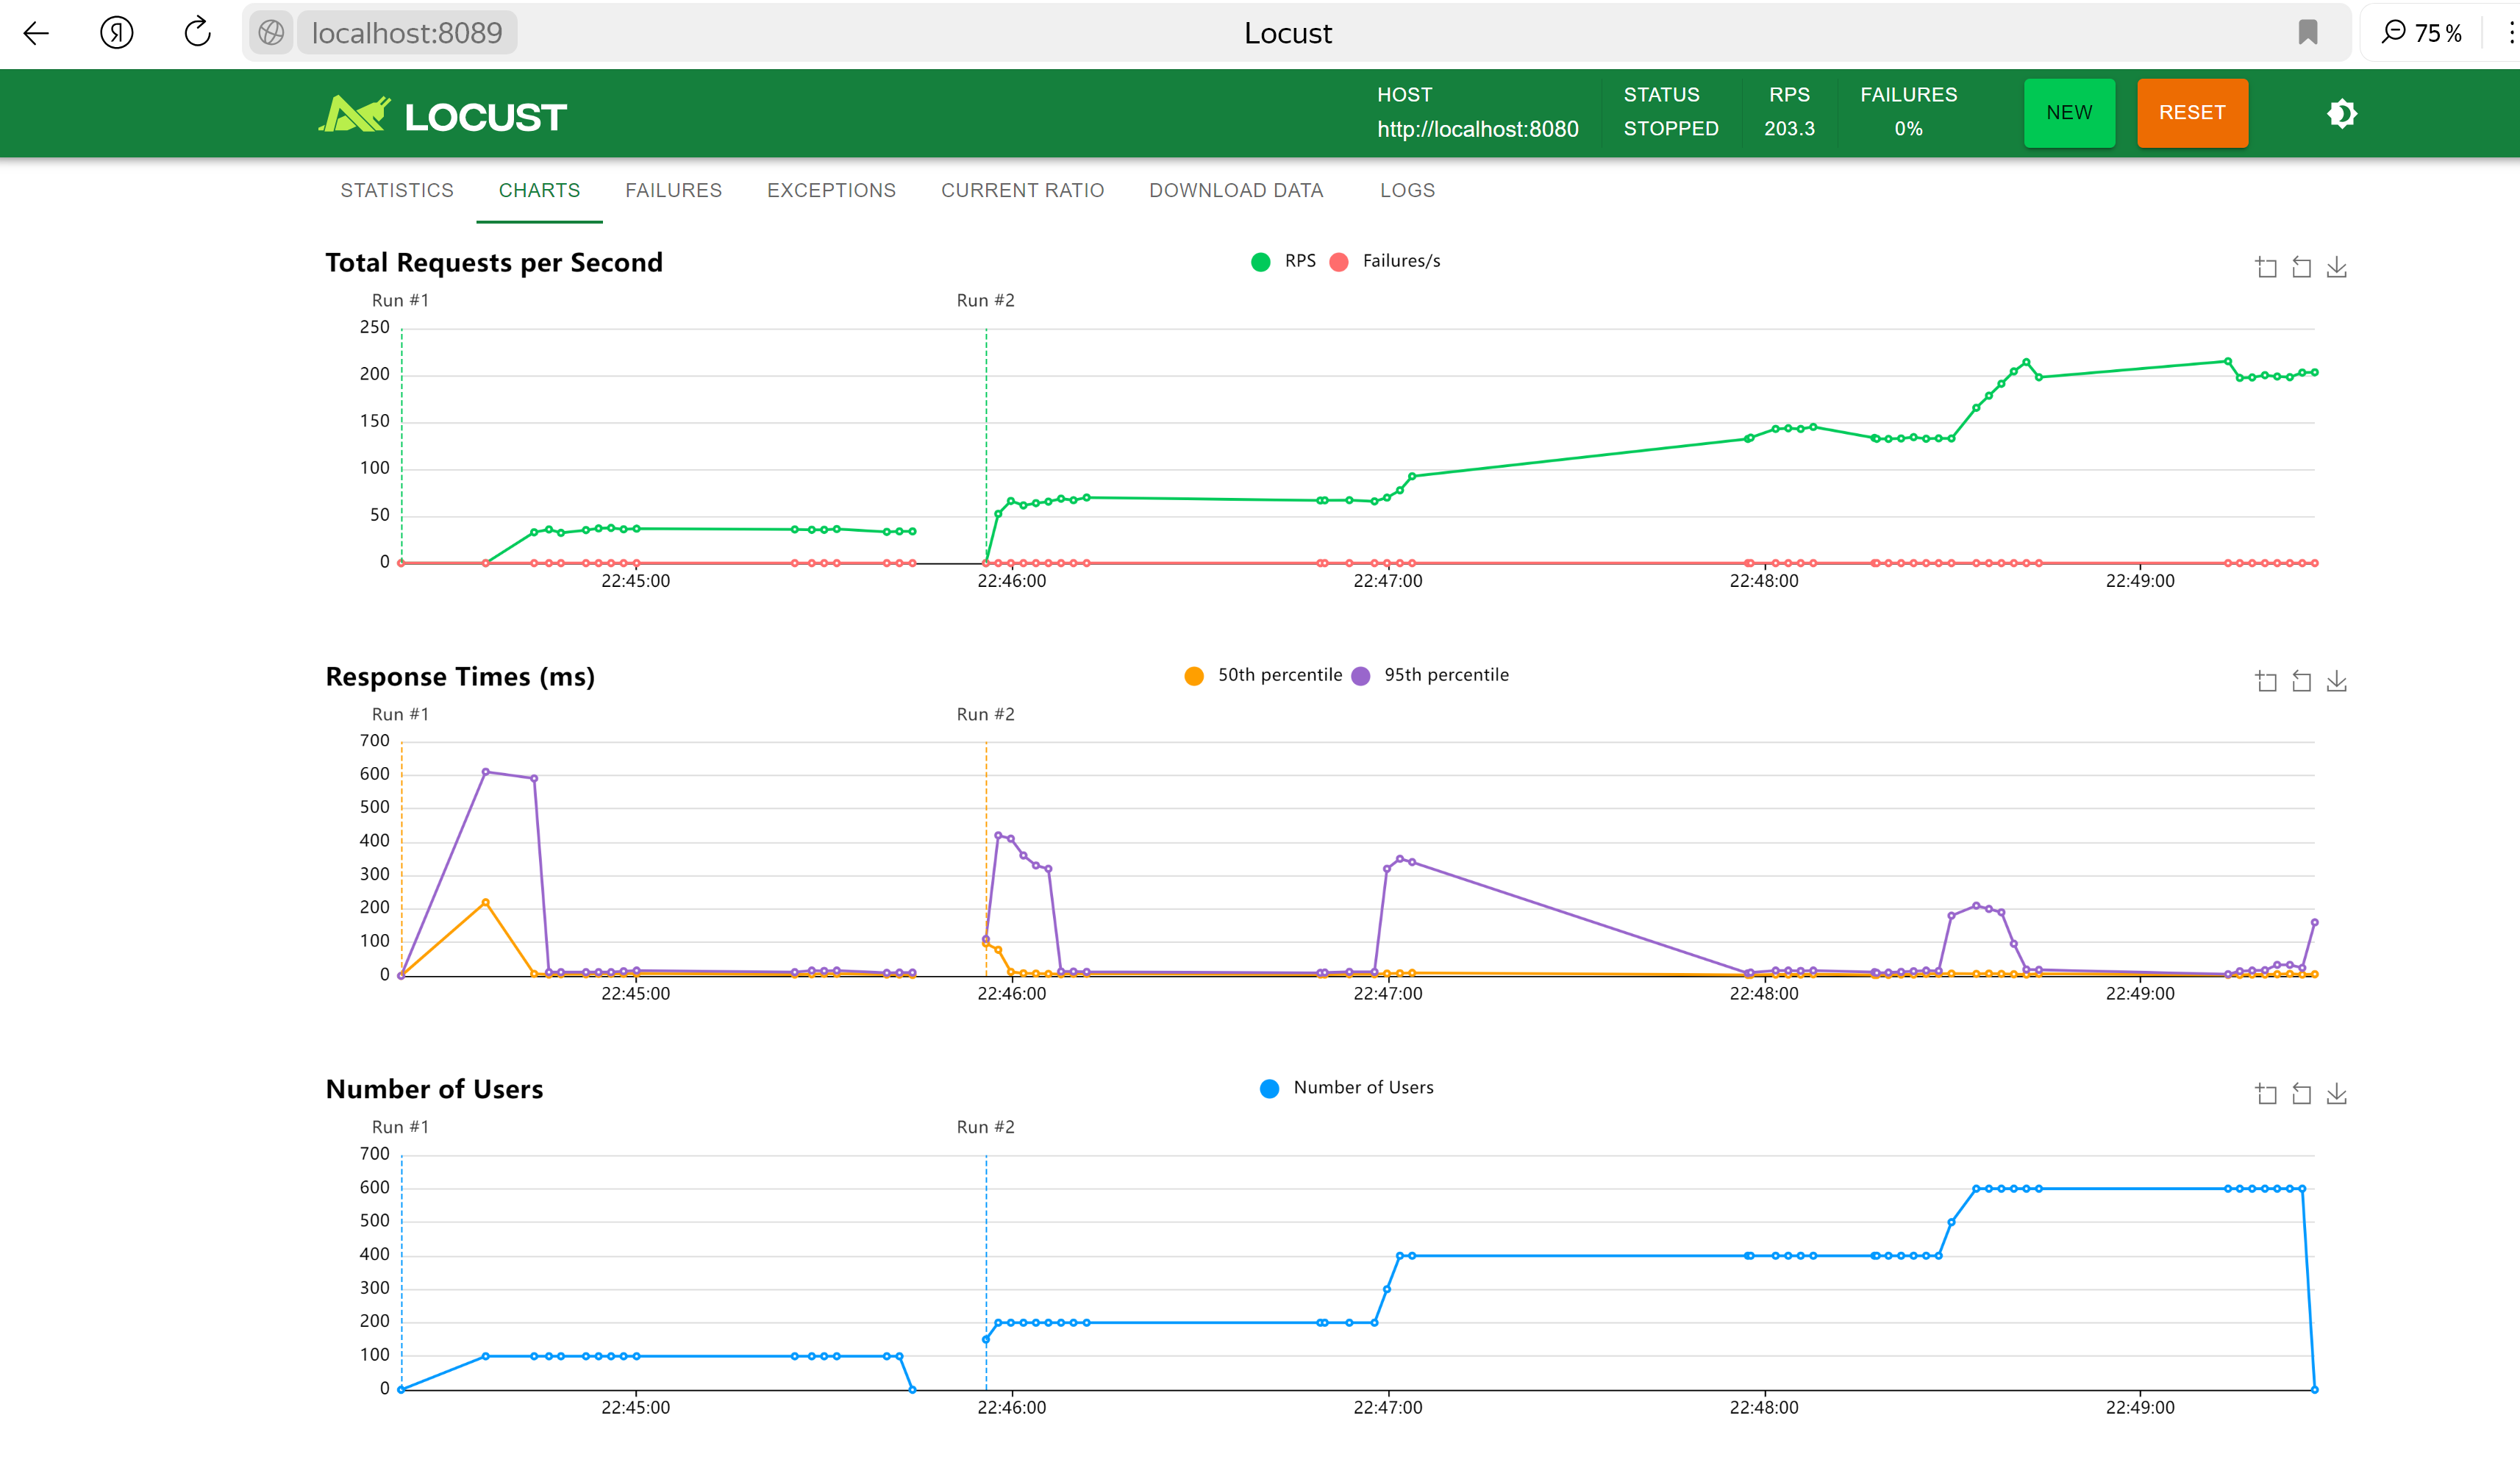 Я localhost:8089 Locust 75 %
LOCUST
HOST STATUS RPS FAILURES
http://localhost:8080 STOPPED 203.3 0%
NEW RESET
STATISTICS CHARTS FAILURES EXCEPTIONS CURRENT RATIO DOWNLOAD DATA LOGS
Total Requests per Second
RPS Failures/s
Run #1 Run #2
250
200
150
100
50
0
22:45:00 22:46:00 22:47:00 22:48:00 22:49:00
Response Times (ms)
50th percentile 95th percentile
Run #1 Run #2
700
600
500
400
300
200
100
0
22:45:00 22:46:00 22:47:00 22:48:00 22:49:00
Number of Users
Number of Users
Run #1 Run #2
700
600
500
400
300
200
100
0
22:45:00 22:46:00 22:47:00 22:48:00 22:49:00